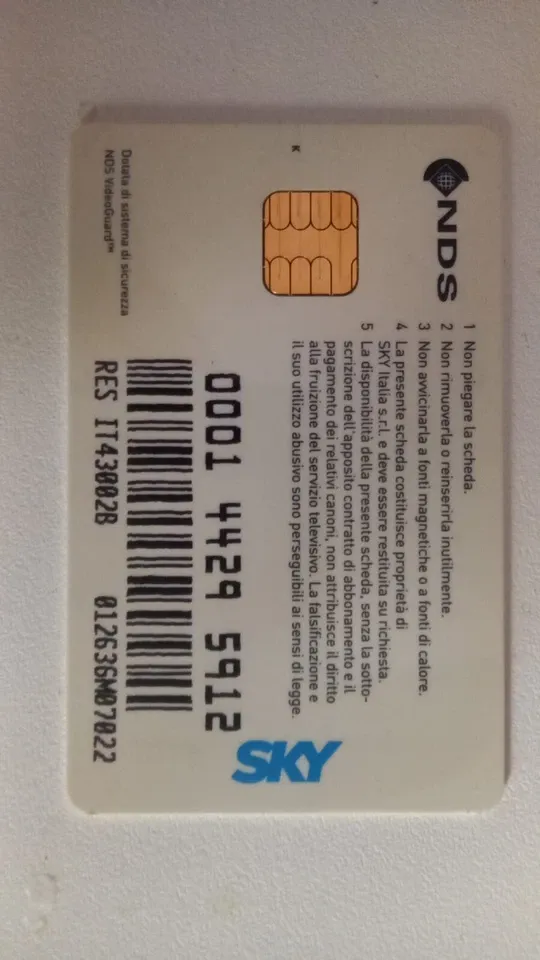 NDS
1 Non piegare la scheda.
2 Non rimuoverla o reinserirla inutilmente.
3 Non avvicinarla a fonti magnetiche o a fonti di calore.
4 La presente scheda costituisce proprietà di
SKY Italia s.r.l. e deve essere restituita su richiesta.
5 La disponibilità della presente scheda, senza la sotto-
scrizione dell'apposito contratto di abbonamento e il
pagamento dei relativi canoni, non attribuisce il diritto
alla fruizione del servizio televisivo. La falsificazione e
il suo utilizzo abusivo sono perseguibili ai sensi di legge.
K
SKY
0001 4429 5912
Dotata di sistema di sicurezza
NDS VideoGuard™
RES IT43002B 012636M07022